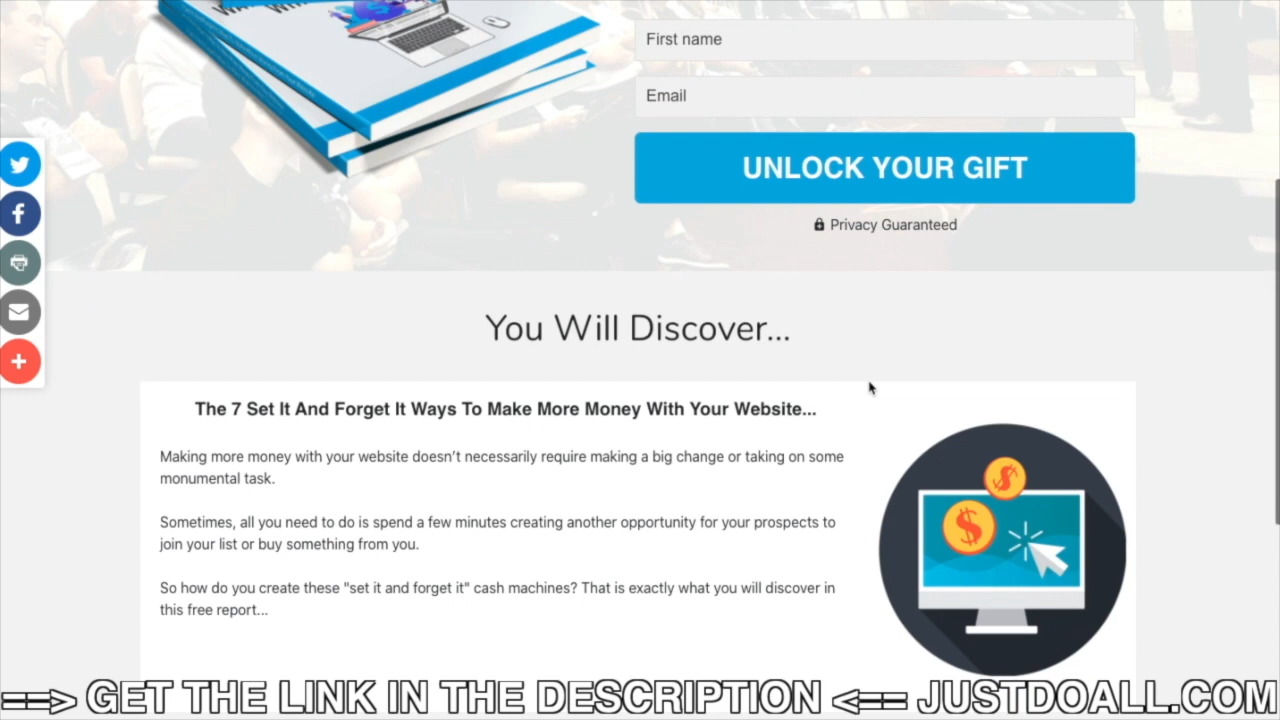 First name
Email
UNLOCK YOUR GIFT
Privacy Guaranteed
You Will Discover...
The 7 Set It And Forget It Ways To Make More Money With Your Website...
Making more money with your website doesn’t necessarily require making a big change or taking on some
monumental task.
Sometimes, all you need to do is spend a few minutes creating another opportunity for your prospects to
join your list or buy something from you.
So how do you create these "set it and forget it" cash machines? That is exactly what you will discover in
this free report...
==> GET THE LINK IN THE DESCRIPTION <== JUSTDOALL.COM